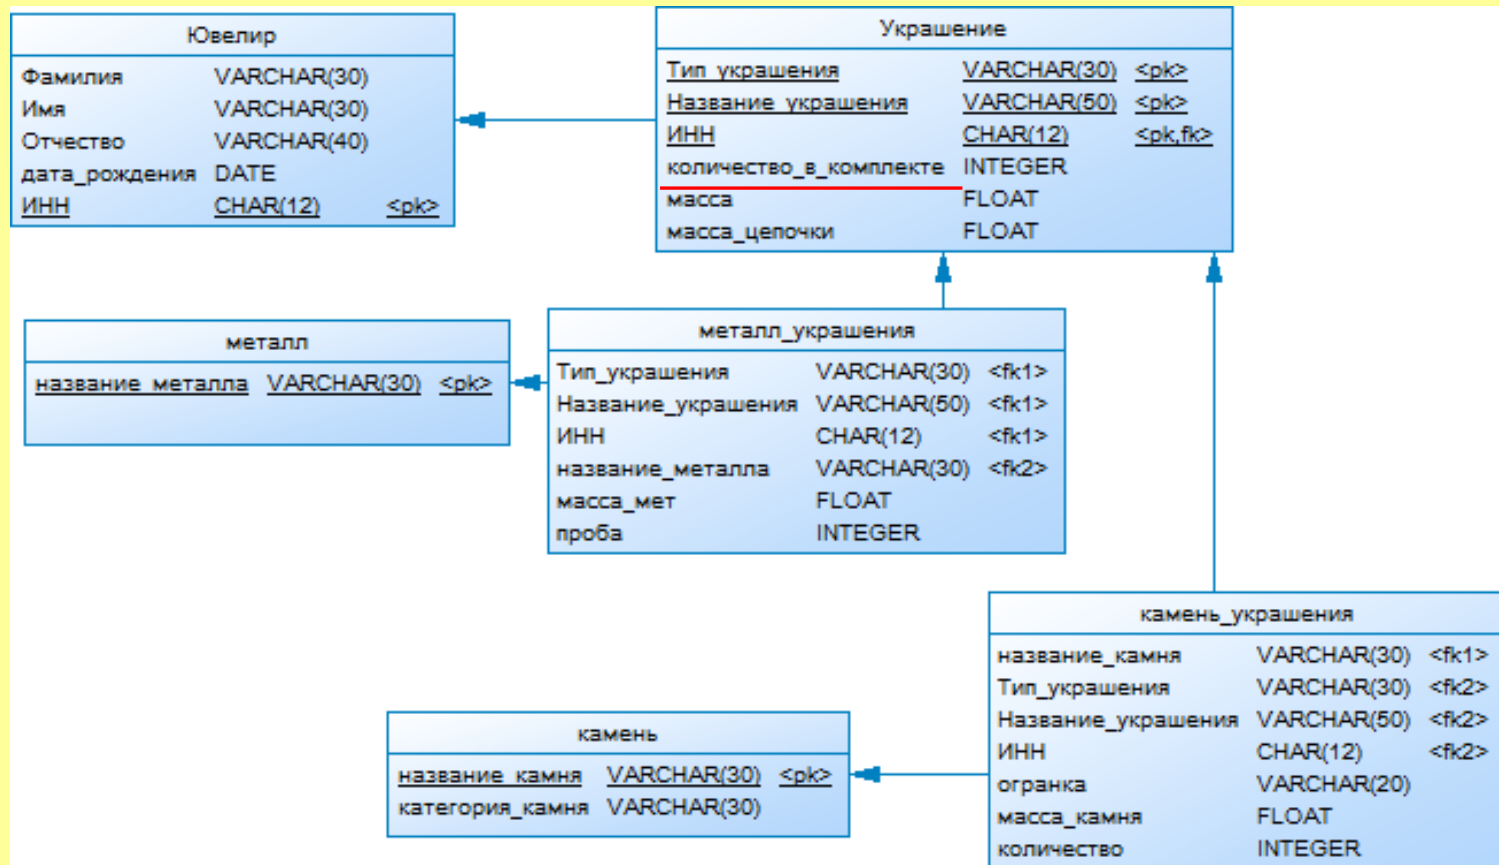 Ювелир
Фамилия VARCHAR(30)
Имя VARCHAR(30)
Отчество VARCHAR(40)
дата_рождения DATE
ИНН CHAR(12) <pk>
Украшение
Тип_украшения VARCHAR(30) <pk>
Название_украшения VARCHAR(50) <pk>
ИНН CHAR(12) <pk,fk>
количество_в_комплекте INTEGER
масса FLOAT
масса_цепочки FLOAT
металл
название_металла VARCHAR(30) <pk>
металл_украшения
Тип_украшения VARCHAR(30) <fk1>
Название_украшения VARCHAR(50) <fk1>
ИНН CHAR(12) <fk1>
название_металла VARCHAR(30) <fk2>
масса_мет FLOAT
проба INTEGER
камень_украшения
название_камня VARCHAR(30) <fk1>
Тип_украшения VARCHAR(30) <fk2>
Название_украшения VARCHAR(50) <fk2>
ИНН CHAR(12) <fk2>
огранка VARCHAR(20)
масса_камня FLOAT
количество INTEGER
камень
название_камня VARCHAR(30) <pk>
категория_камня VARCHAR(30)